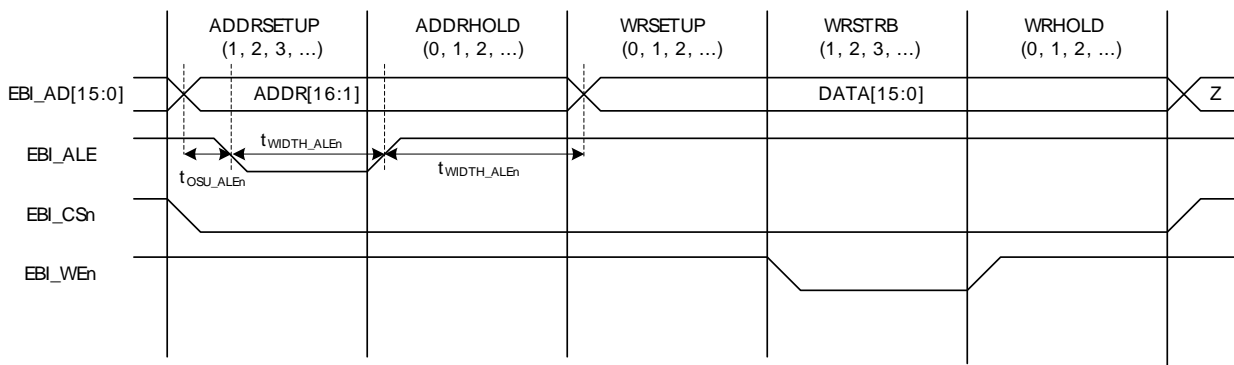 ADDRSETUP ADDRHOLD WRSETUP WRSTRB WRHOLD
(1, 2, 3, ...) (0, 1, 2, ...) (0, 1, 2, ...) (1, 2, 3, ...) (0, 1, 2, ...)
EBI_AD[15:0] ADDR[16:1] DATA[15:0] Z
EBI_ALE tWIDTH_ALEn
tOSU_ALEn tWIDTH_ALEn
EBI_CSn
EBI_WEn